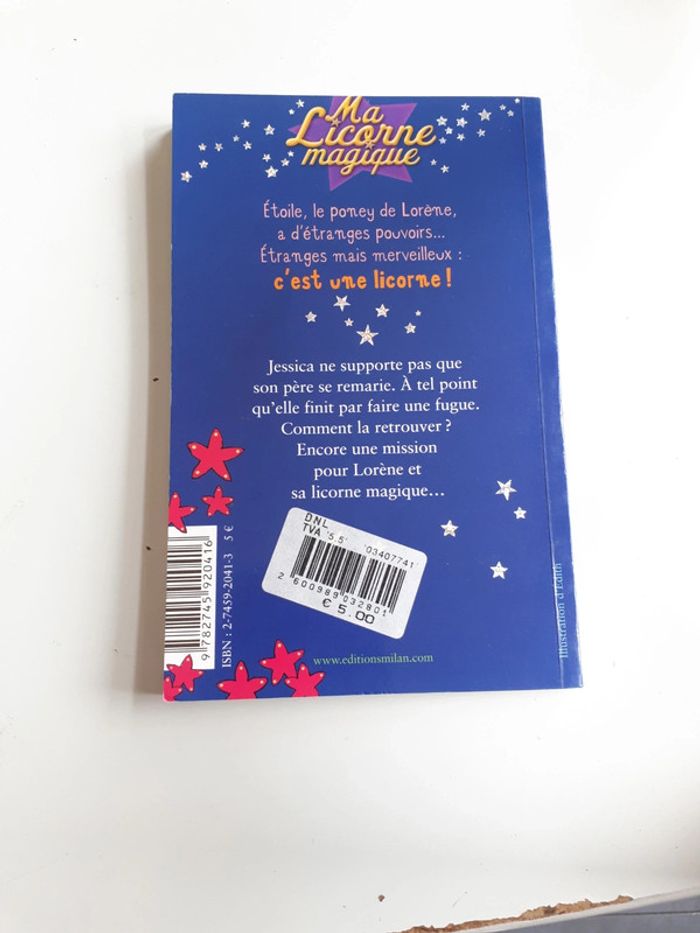 Ma
Licorne
magique
Étoile, le poney de Lorène,
a d'étranges pouvoirs...
Étranges mais merveilleux :
c'est une licorne !
Jessica ne supporte pas que
son père se remarie. À tel point
qu'elle finit par faire une fugue.
Comment la retrouver ?
Encore une mission
pour Lorène et
sa licorne magique...
DNL
TVA '5.5' '03407741'
2 600989 032801
€ 5.00
9 782745 920416
ISBN : 2-7459-2041-3 5 €
www.editionsmilan.com
Illustration d'Édith